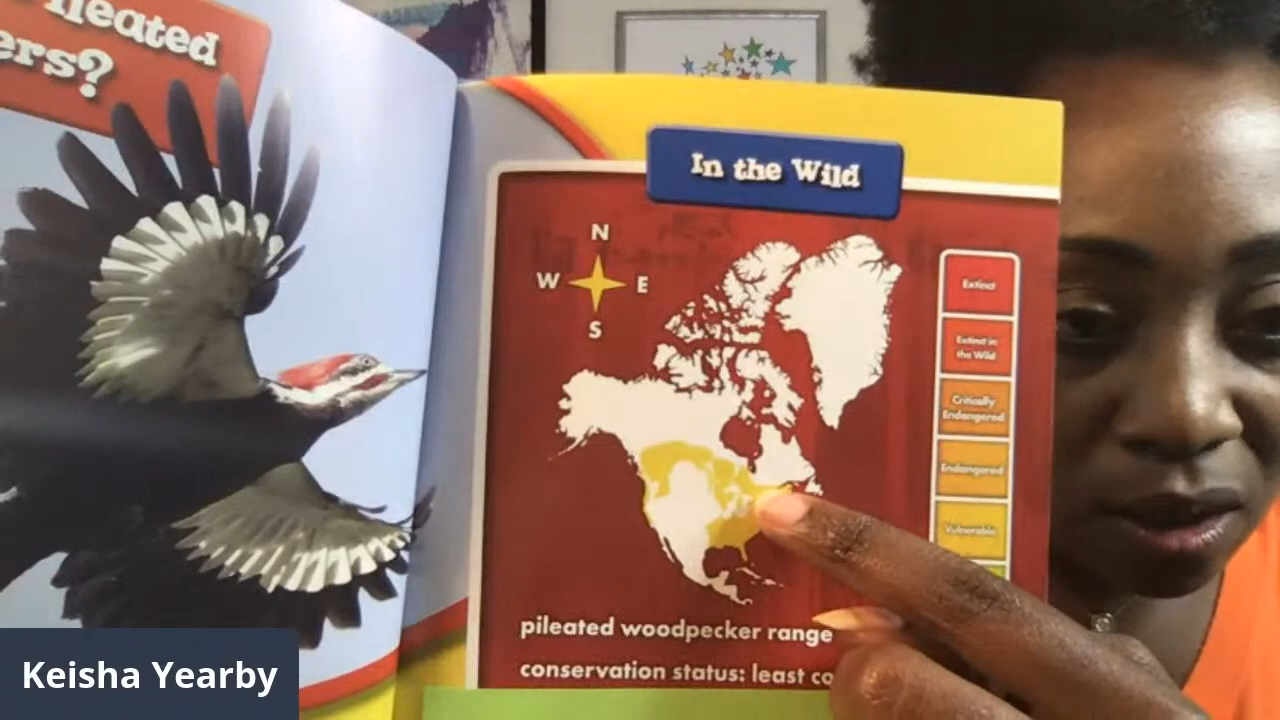 ileated
ers?
In the Wild
N
W E
S
Extinct
Extinct in
the Wild
Critically
Endangered
Endangered
Vulnerable
pileated woodpecker range
conservation status: least co
Keisha Yearby